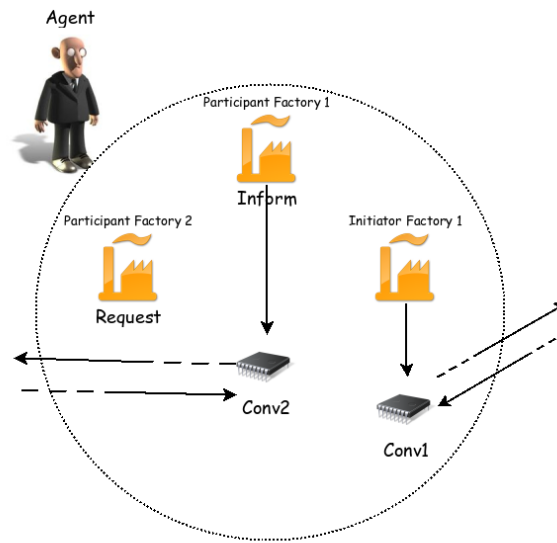 Agent
Participant Factory 1
Inform
Participant Factory 2
Initiator Factory 1
Request
Conv2
Conv1